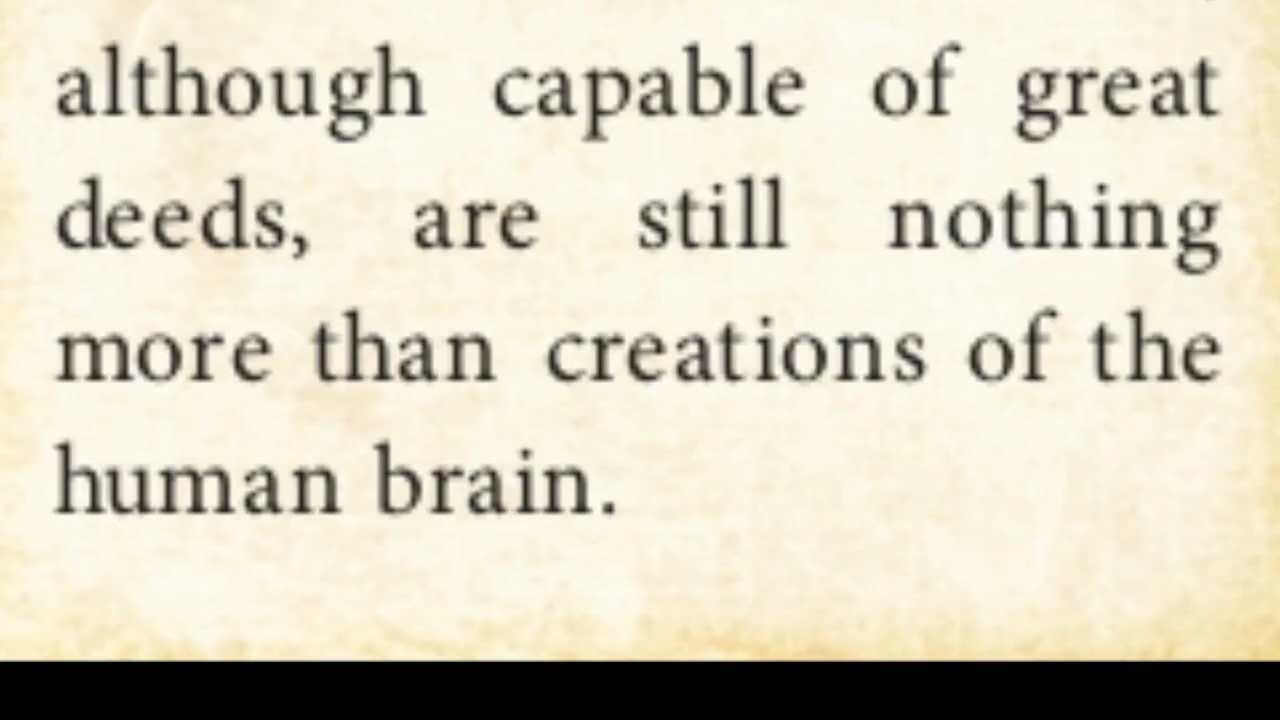 although capable of great
deeds, are still nothing
more than creations of the
human brain.